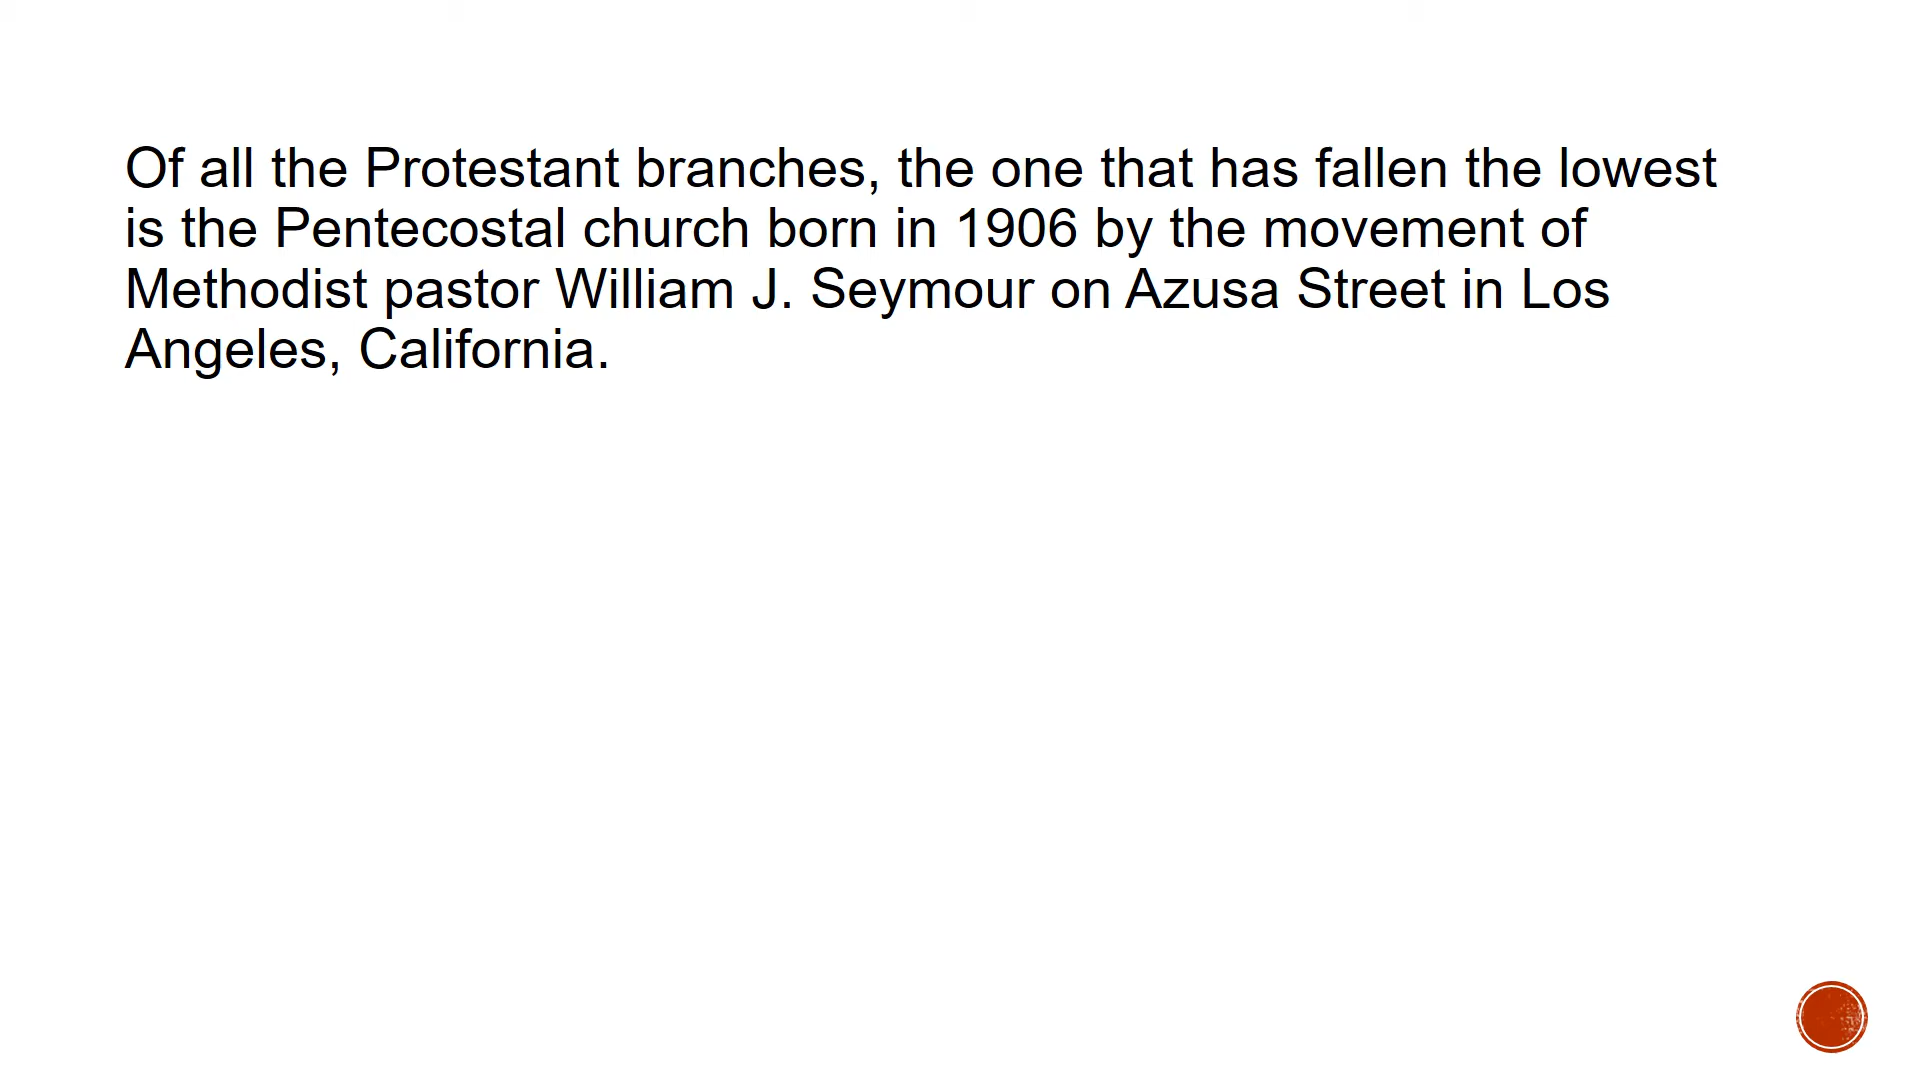 Of all the Protestant branches, the one that has fallen the lowest
is the Pentecostal church born in 1906 by the movement of
Methodist pastor William J. Seymour on Azusa Street in Los
Angeles, California.